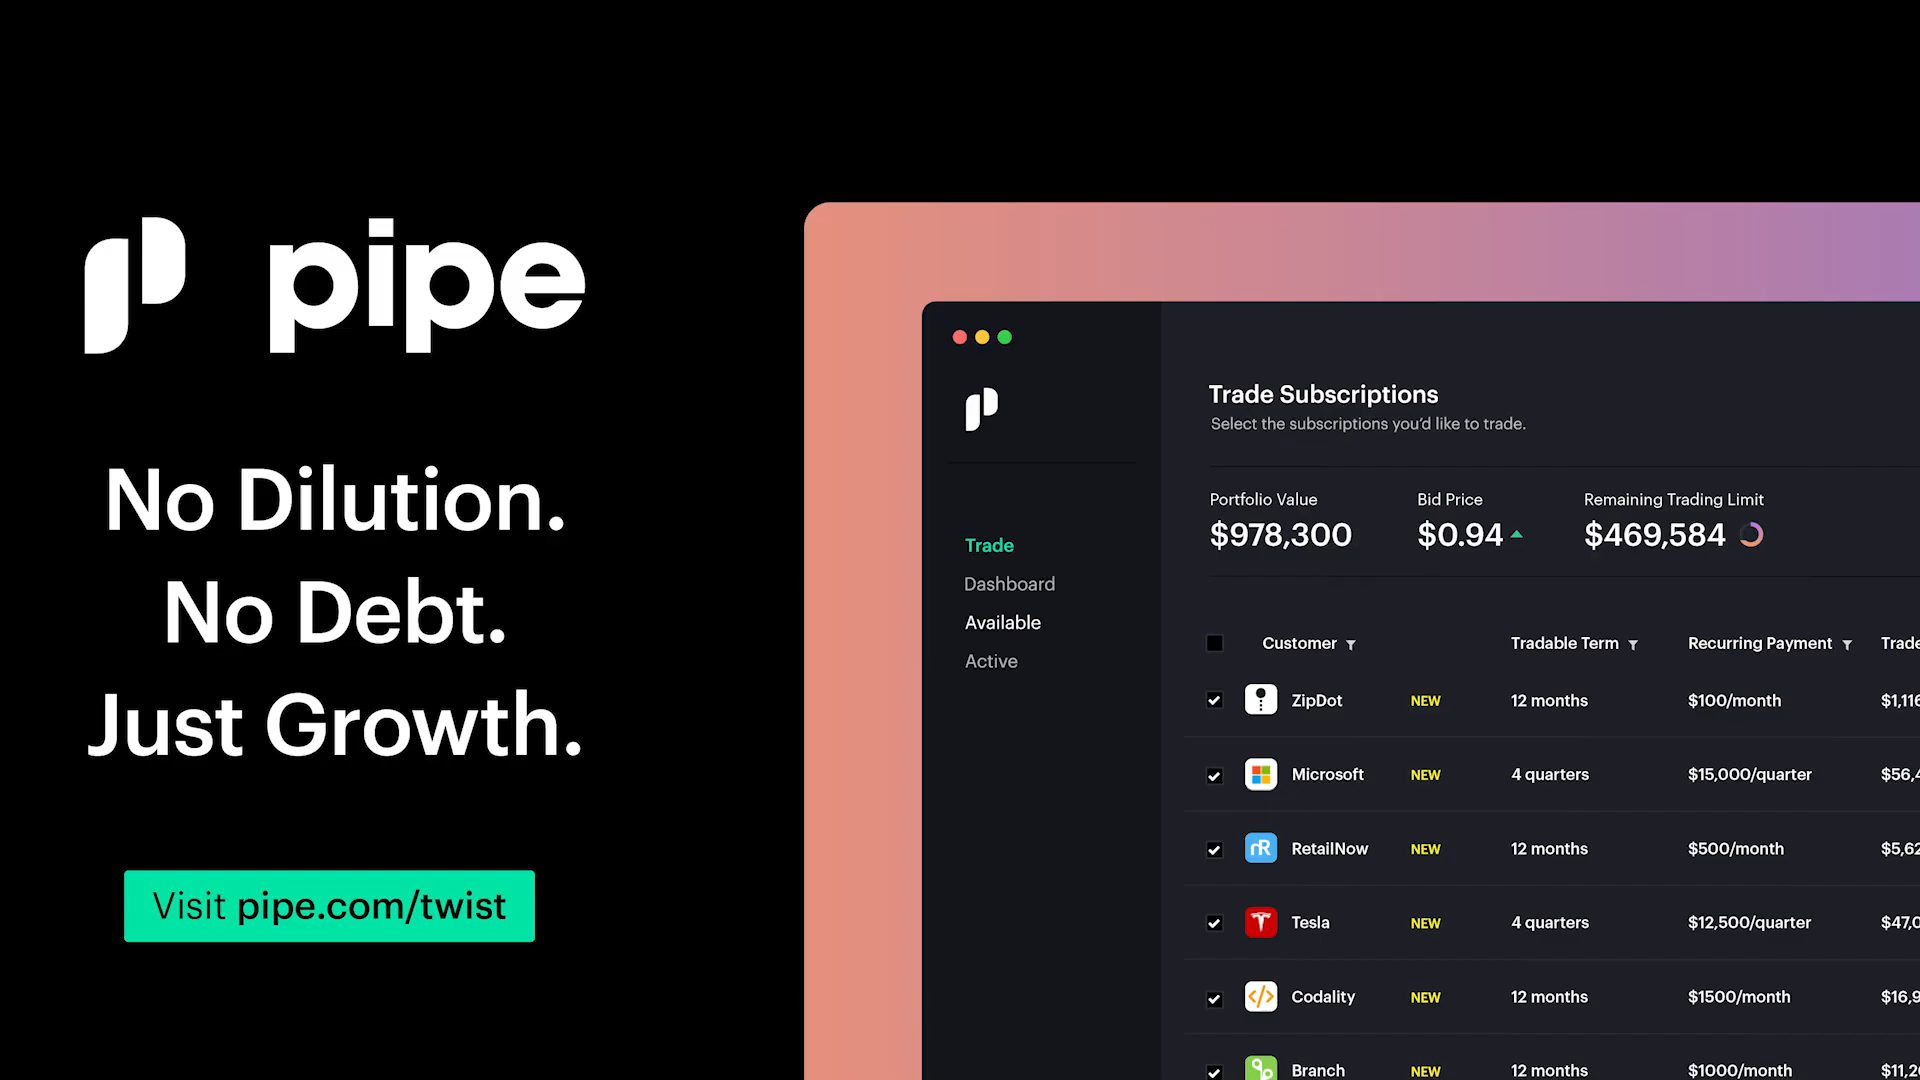 pipe
No Dilution.
No Debt.
Just Growth.
Visit pipe.com/twist
Trade
Dashboard
Available
Active
Trade Subscriptions
Select the subscriptions you'd like to trade.
Portfolio Value Bid Price Remaining Trading Limit
$978,300 $0.94 $469,584
Customer Tradable Term Recurring Payment
ZipDot NEW 12 months $100/month
Microsoft NEW 4 quarters $15,000/quarter
RetailNow NEW 12 months $500/month
Tesla NEW 4 quarters $12,500/quarter
Codality NEW 12 months $1500/month
Branch NEW 12 months $1000/month